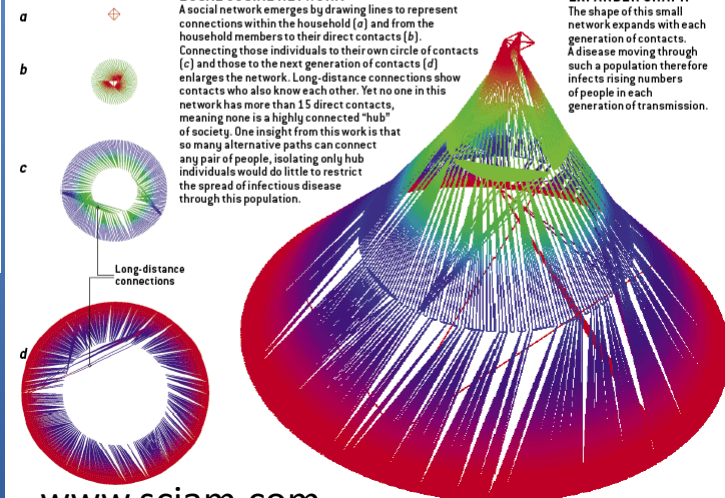 A social network emerges by drawing lines to represent
connections within the household (a) and from the
household members to their direct contacts (b).
Connecting those individuals to their own circle of contacts
(c) and those to the next generation of contacts (d)
enlarges the network. Long-distance connections show
contacts who also know each other. Yet no one in this
network has more than 15 direct contacts,
meaning none is a highly connected “hub”
of society. One insight from this work is that
so many alternative paths can connect
any pair of people, isolating only hub
individuals would do little to restrict
the spread of infectious disease
through this population.
The shape of this small
network expands with each
generation of contacts.
A disease moving through
such a population therefore
infects rising numbers
of people in each
generation of transmission.
a
b
c
Long-distance
connections
d
www.sciam.com